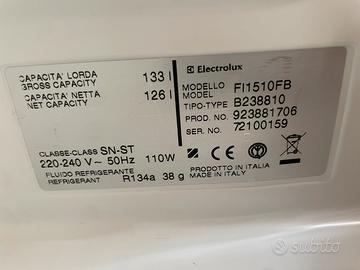 CAPACITA' LORDA 133 l
GROSS CAPACITY
CAPACITA' NETTA 126 l
NET CAPACITY
CLASSE-CLASS SN-ST
220-240 V ~ 50Hz 110W
FLUIDO REFRIGERANTE
REFRIGERANT R134a 38 g
Electrolux
MODELLO FI1510FB
MODEL
TIPO-TYPE B238810
PROD. NO. 923881706
SER. NO. 72100159
MADE IN ITALY
FABR. IN ITALY
subito